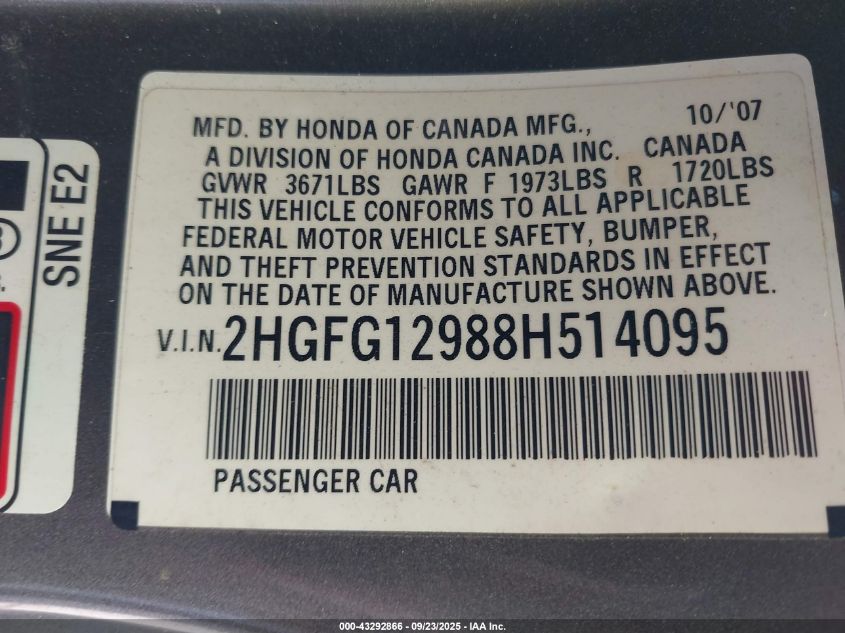 MFD. BY HONDA OF CANADA MFG., 10/'07
A DIVISION OF HONDA CANADA INC. CANADA
GVWR 3671LBS GAWR F 1973LBS R 1720LBS
THIS VEHICLE CONFORMS TO ALL APPLICABLE
FEDERAL MOTOR VEHICLE SAFETY, BUMPER,
AND THEFT PREVENTION STANDARDS IN EFFECT
ON THE DATE OF MANUFACTURE SHOWN ABOVE.
V.I.N. 2HGFG12988H514095
PASSENGER CAR
SNE E2
000-43292866 - 09/23/2025 - IAA Inc.